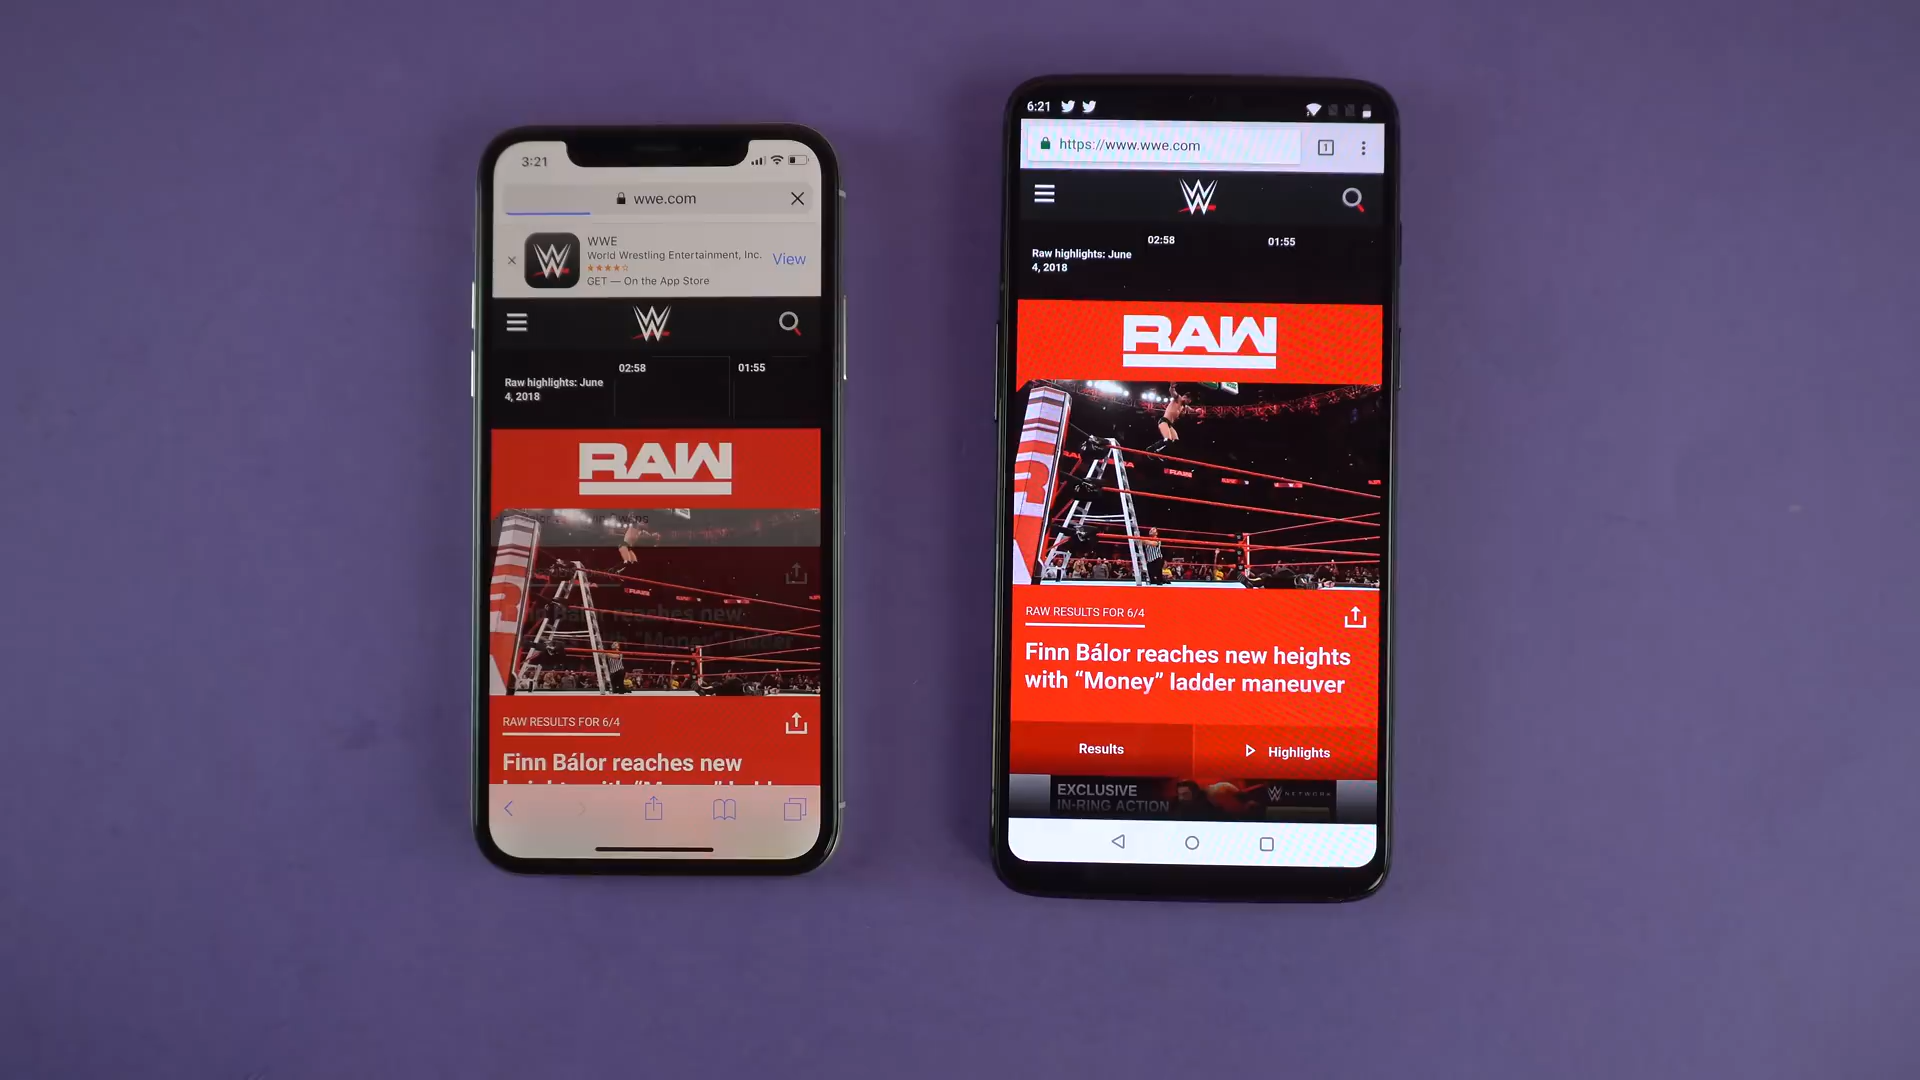 3:21
wwe.com
WWE
World Wrestling Entertainment, Inc.
View
GET — On the App Store
02:58
01:55
Raw highlights: June
4, 2018
RAW
RAW RESULTS FOR 6/4
Finn Bálor reaches new
6:21
https://www.wwe.com
1
02:58
01:55
Raw highlights: June
4, 2018
RAW
RAW RESULTS FOR 6/4
Finn Bálor reaches new heights
with “Money” ladder maneuver
Results
Highlights
EXCLUSIVE
IN-RING ACTION
NETWORK